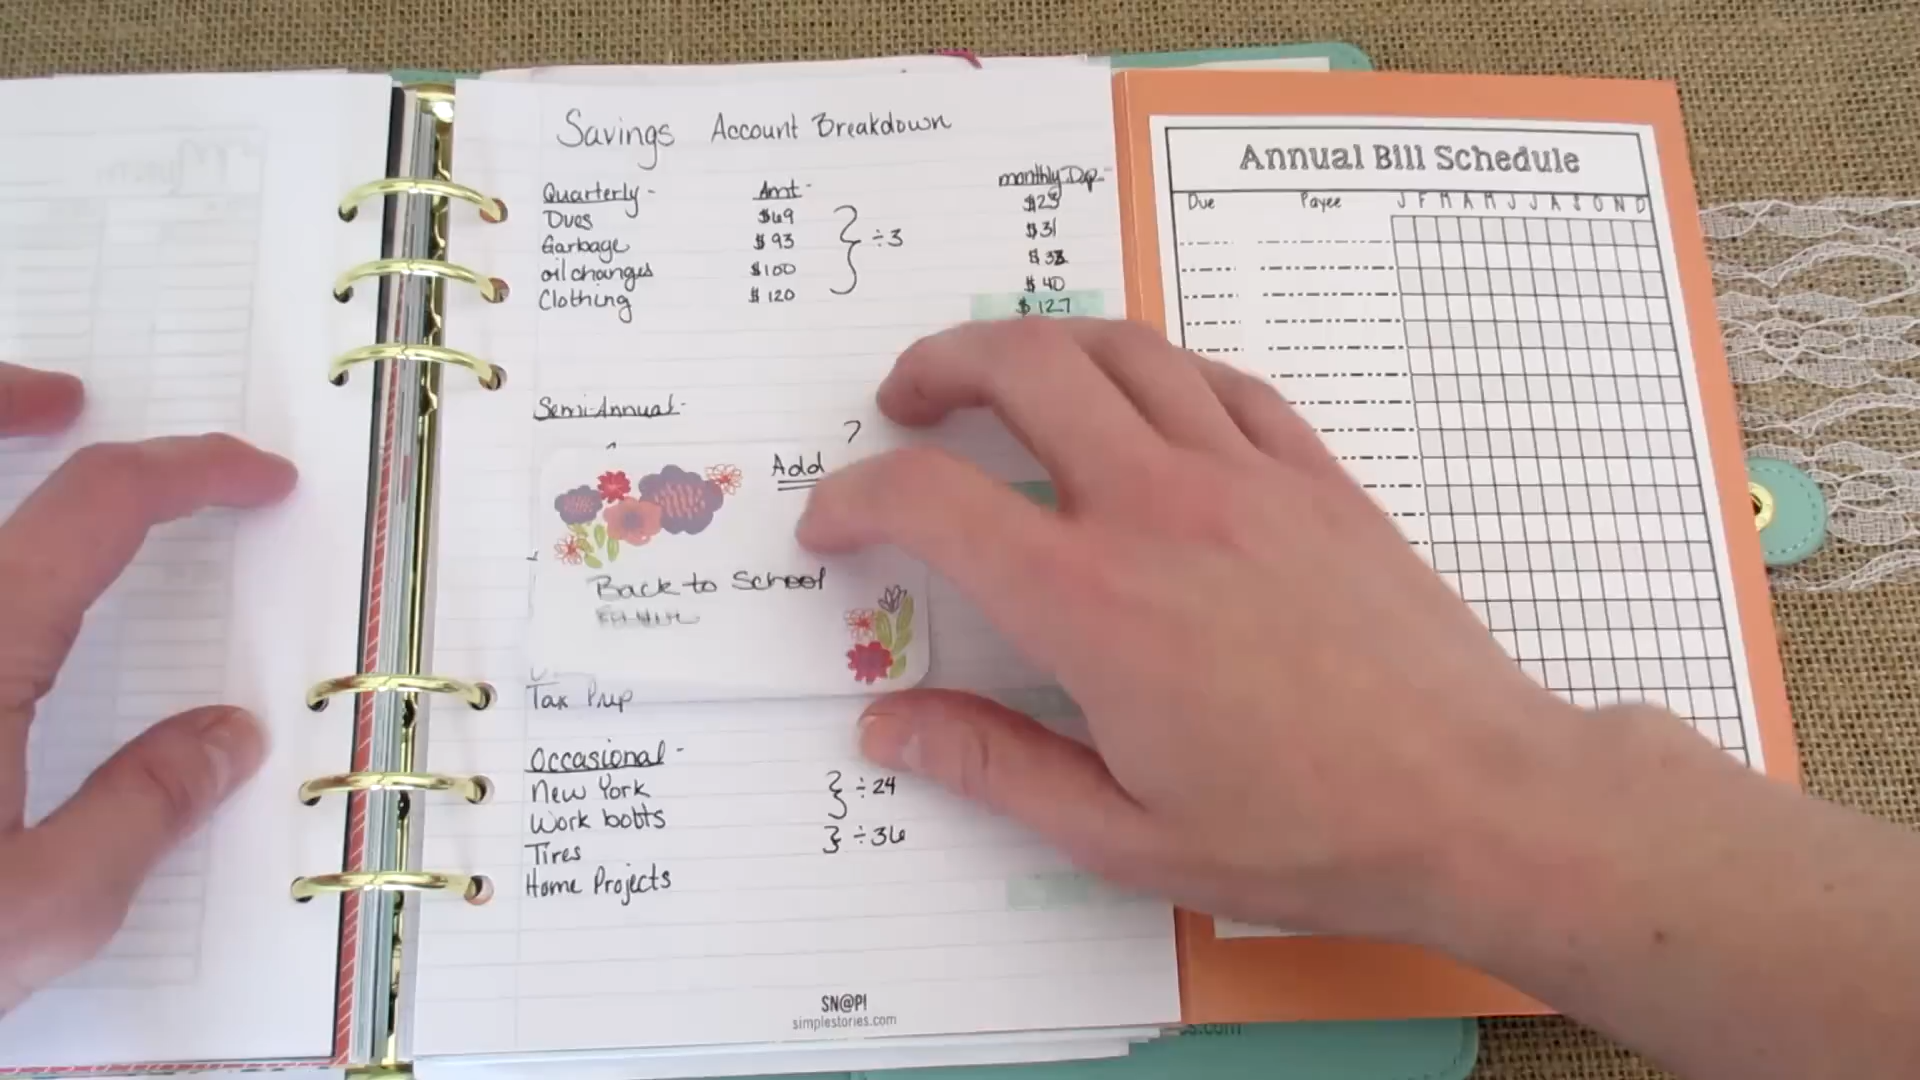 Savings Account Breakdown
Quarterly - Amt - monthly Dep.-
Dues $69 $23
Garbage $93 ÷3 $31
oil changes $100 $33
Clothing $120 $40
$127
Semi-Annual-
?
Add
Back to School
Tax Prep
Occasional -
New York ÷24
Work boots
Tires ÷36
Home Projects
SN@P!
simplestories.com
Annual Bill Schedule
Due Payee J F M A M J J A S O N D
s.com